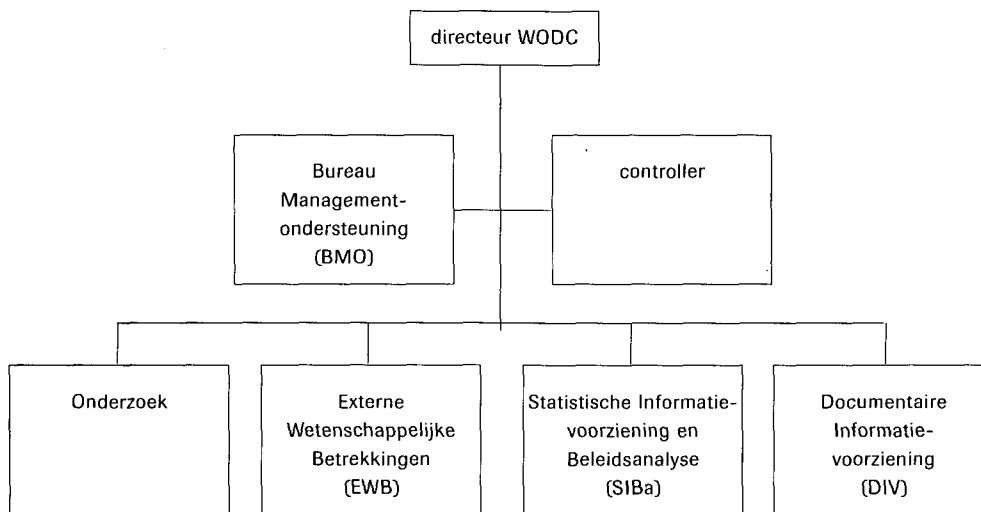 directeur WODC
Bureau
Management-
ondersteuning
(BMO)
controller
Onderzoek
Externe
Wetenschappelijke
Betrekkingen
(EWB)
Statistische Informatie-
voorziening en
Beleidsanalyse
(SIBa)
Documentaire
Informatie-
voorziening
(DIV)